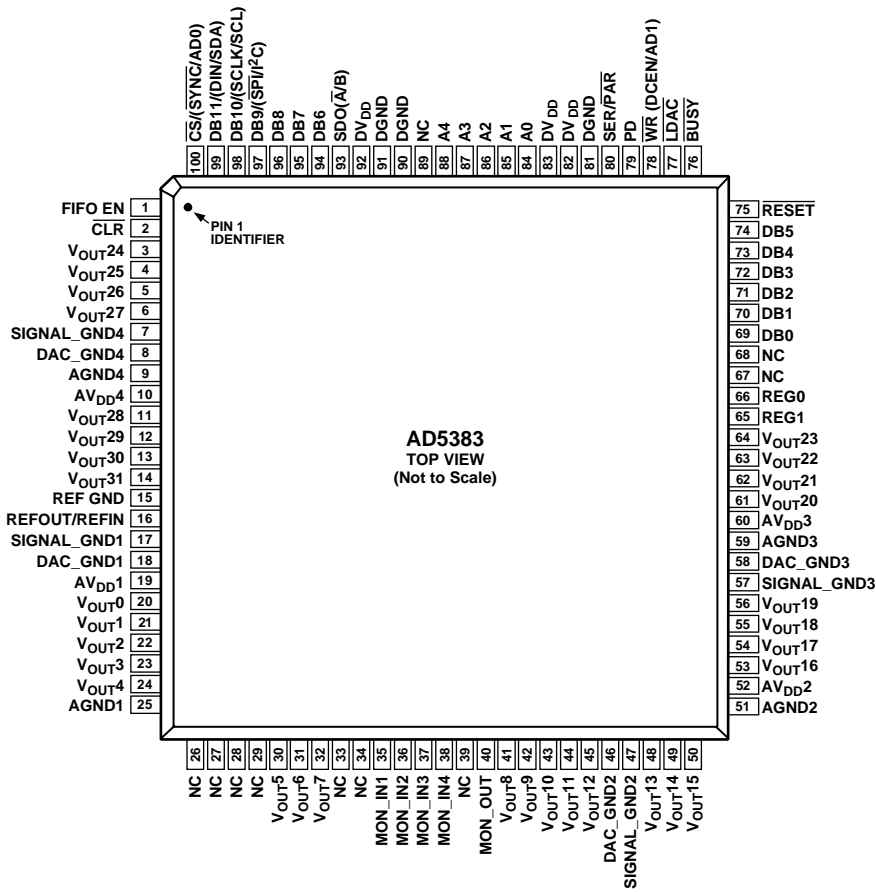 CS/(SYNC/AD0)
DB11/(DIN/SDA)
DB10/(SCLK/SCL)
DB9/(SPI/I²C)
DB8
DB7
DB6
SDO(A/B)
DVDD
DGND
DGND
NC
A4
A3
A2
A1
A0
DVDD
DVDD
DGND
SER/PAR
PD
WR (DCEN/AD1)
LDAC
BUSY
100 99 98 97 96 95 94 93 92 91 90 89 88 87 86 85 84 83 82 81 80 79 78 77 76
PIN 1
IDENTIFIER
FIFO EN 1
CLR 2
VOUT24 3
VOUT25 4
VOUT26 5
VOUT27 6
SIGNAL_GND4 7
DAC_GND4 8
AGND4 9
AVDD4 10
VOUT28 11
VOUT29 12
VOUT30 13
VOUT31 14
REF GND 15
REFOUT/REFIN 16
SIGNAL_GND1 17
DAC_GND1 18
AVDD1 19
VOUT0 20
VOUT1 21
VOUT2 22
VOUT3 23
VOUT4 24
AGND1 25
AD5383
TOP VIEW
(Not to Scale)
75 RESET
74 DB5
73 DB4
72 DB3
71 DB2
70 DB1
69 DB0
68 NC
67 NC
66 REG0
65 REG1
64 VOUT23
63 VOUT22
62 VOUT21
61 VOUT20
60 AVDD3
59 AGND3
58 DAC_GND3
57 SIGNAL_GND3
56 VOUT19
55 VOUT18
54 VOUT17
53 VOUT16
52 AVDD2
51 AGND2
26 27 28 29 30 31 32 33 34 35 36 37 38 39 40 41 42 43 44 45 46 47 48 49 50
NC
NC
NC
NC
VOUT5
VOUT6
VOUT7
NC
NC
MON_IN1
MON_IN2
MON_IN3
MON_IN4
NC
MON_OUT
VOUT8
VOUT9
VOUT10
VOUT11
VOUT12
DAC_GND2
SIGNAL_GND2
VOUT13
VOUT14
VOUT15